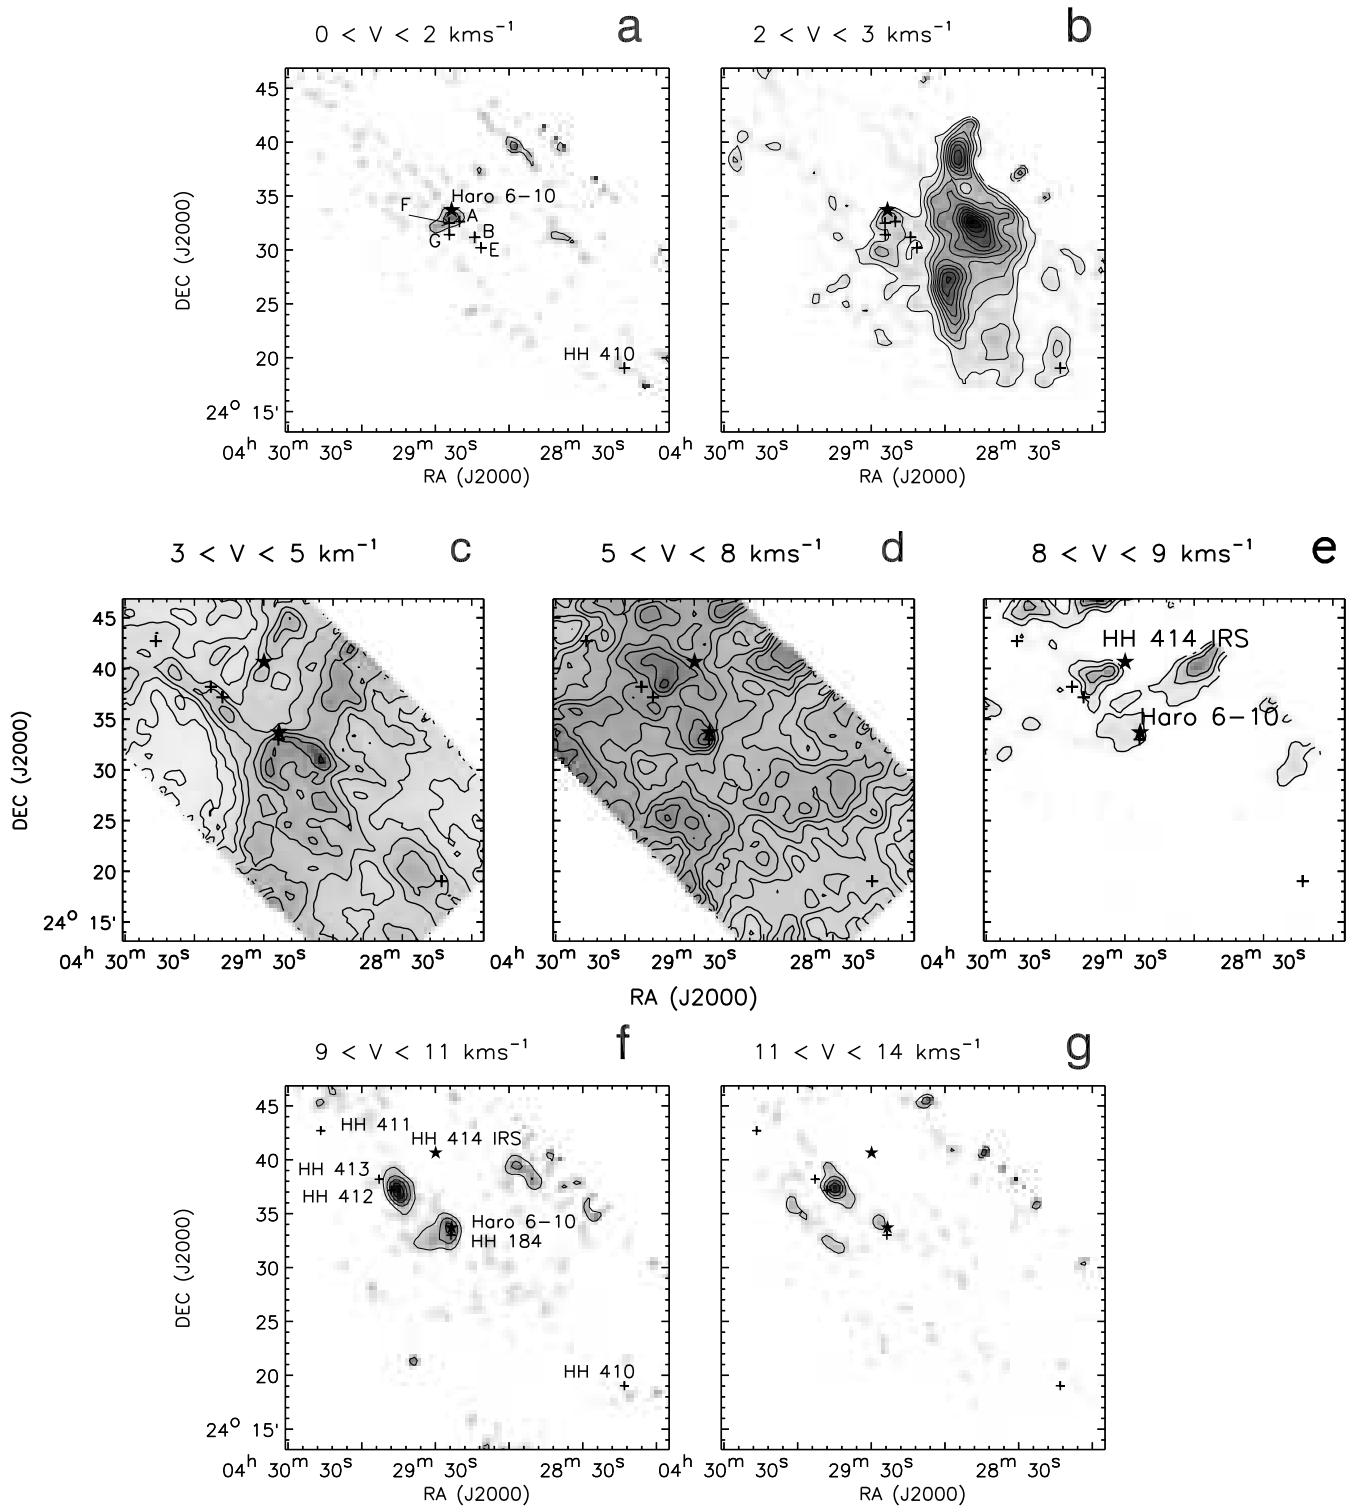 0 < V < 2 kms⁻¹ a
2 < V < 3 kms⁻¹ b
45
40
35
30
25
20
24° 15'
DEC (J2000)
Haro 6-10
F
A
B
G
E
HH 410
04ʰ 30ᵐ 30ˢ 29ᵐ 30ˢ 28ᵐ 30ˢ
RA (J2000)
04ʰ 30ᵐ 30ˢ 29ᵐ 30ˢ 28ᵐ 30ˢ
RA (J2000)
3 < V < 5 km⁻¹ c
5 < V < 8 kms⁻¹ d
8 < V < 9 kms⁻¹ e
45
40
35
30
25
20
24° 15'
DEC (J2000)
HH 414 IRS
Haro 6-10
04ʰ 30ᵐ 30ˢ 29ᵐ 30ˢ 28ᵐ 30ˢ
04ʰ 30ᵐ 30ˢ 29ᵐ 30ˢ 28ᵐ 30ˢ
04ʰ 30ᵐ 30ˢ 29ᵐ 30ˢ 28ᵐ 30ˢ
RA (J2000)
9 < V < 11 kms⁻¹ f
11 < V < 14 kms⁻¹ g
45
40
35
30
25
20
24° 15'
DEC (J2000)
HH 411
HH 414 IRS
HH 413
HH 412
Haro 6-10
HH 184
HH 410
04ʰ 30ᵐ 30ˢ 29ᵐ 30ˢ 28ᵐ 30ˢ
RA (J2000)
04ʰ 30ᵐ 30ˢ 29ᵐ 30ˢ 28ᵐ 30ˢ
RA (J2000)